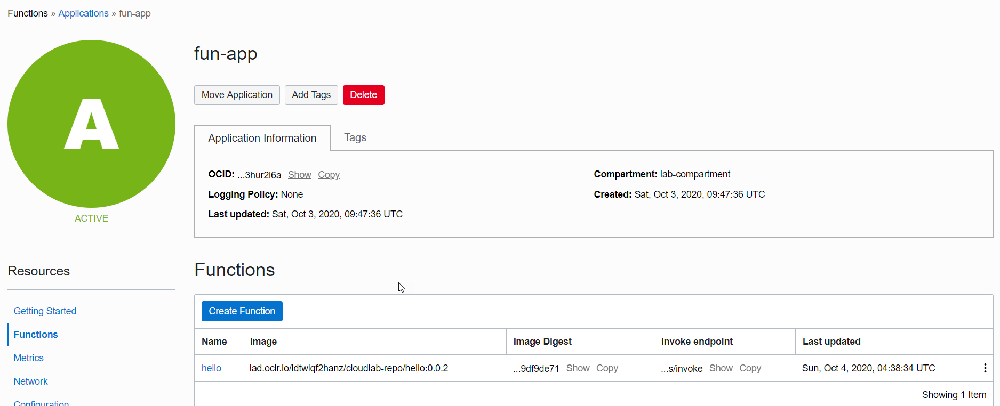 Functions » Applications » fun-app
A
ACTIVE
fun-app
Move Application Add Tags Delete
Application Information Tags
OCID: ...3hur2l6a Show Copy
Compartment: lab-compartment
Logging Policy: None
Created: Sat, Oct 3, 2020, 09:47:36 UTC
Last updated: Sat, Oct 3, 2020, 09:47:36 UTC
Resources
Getting Started
Functions
Metrics
Network
Configuration
Functions
Create Function
Name Image Image Digest Invoke endpoint Last updated
hello iad.ocir.io/idtwlqf2hanz/cloudlab-repo/hello:0.0.2 ...9df9de71 Show Copy ...s/invoke Show Copy Sun, Oct 4, 2020, 04:38:34 UTC
Showing 1 Item